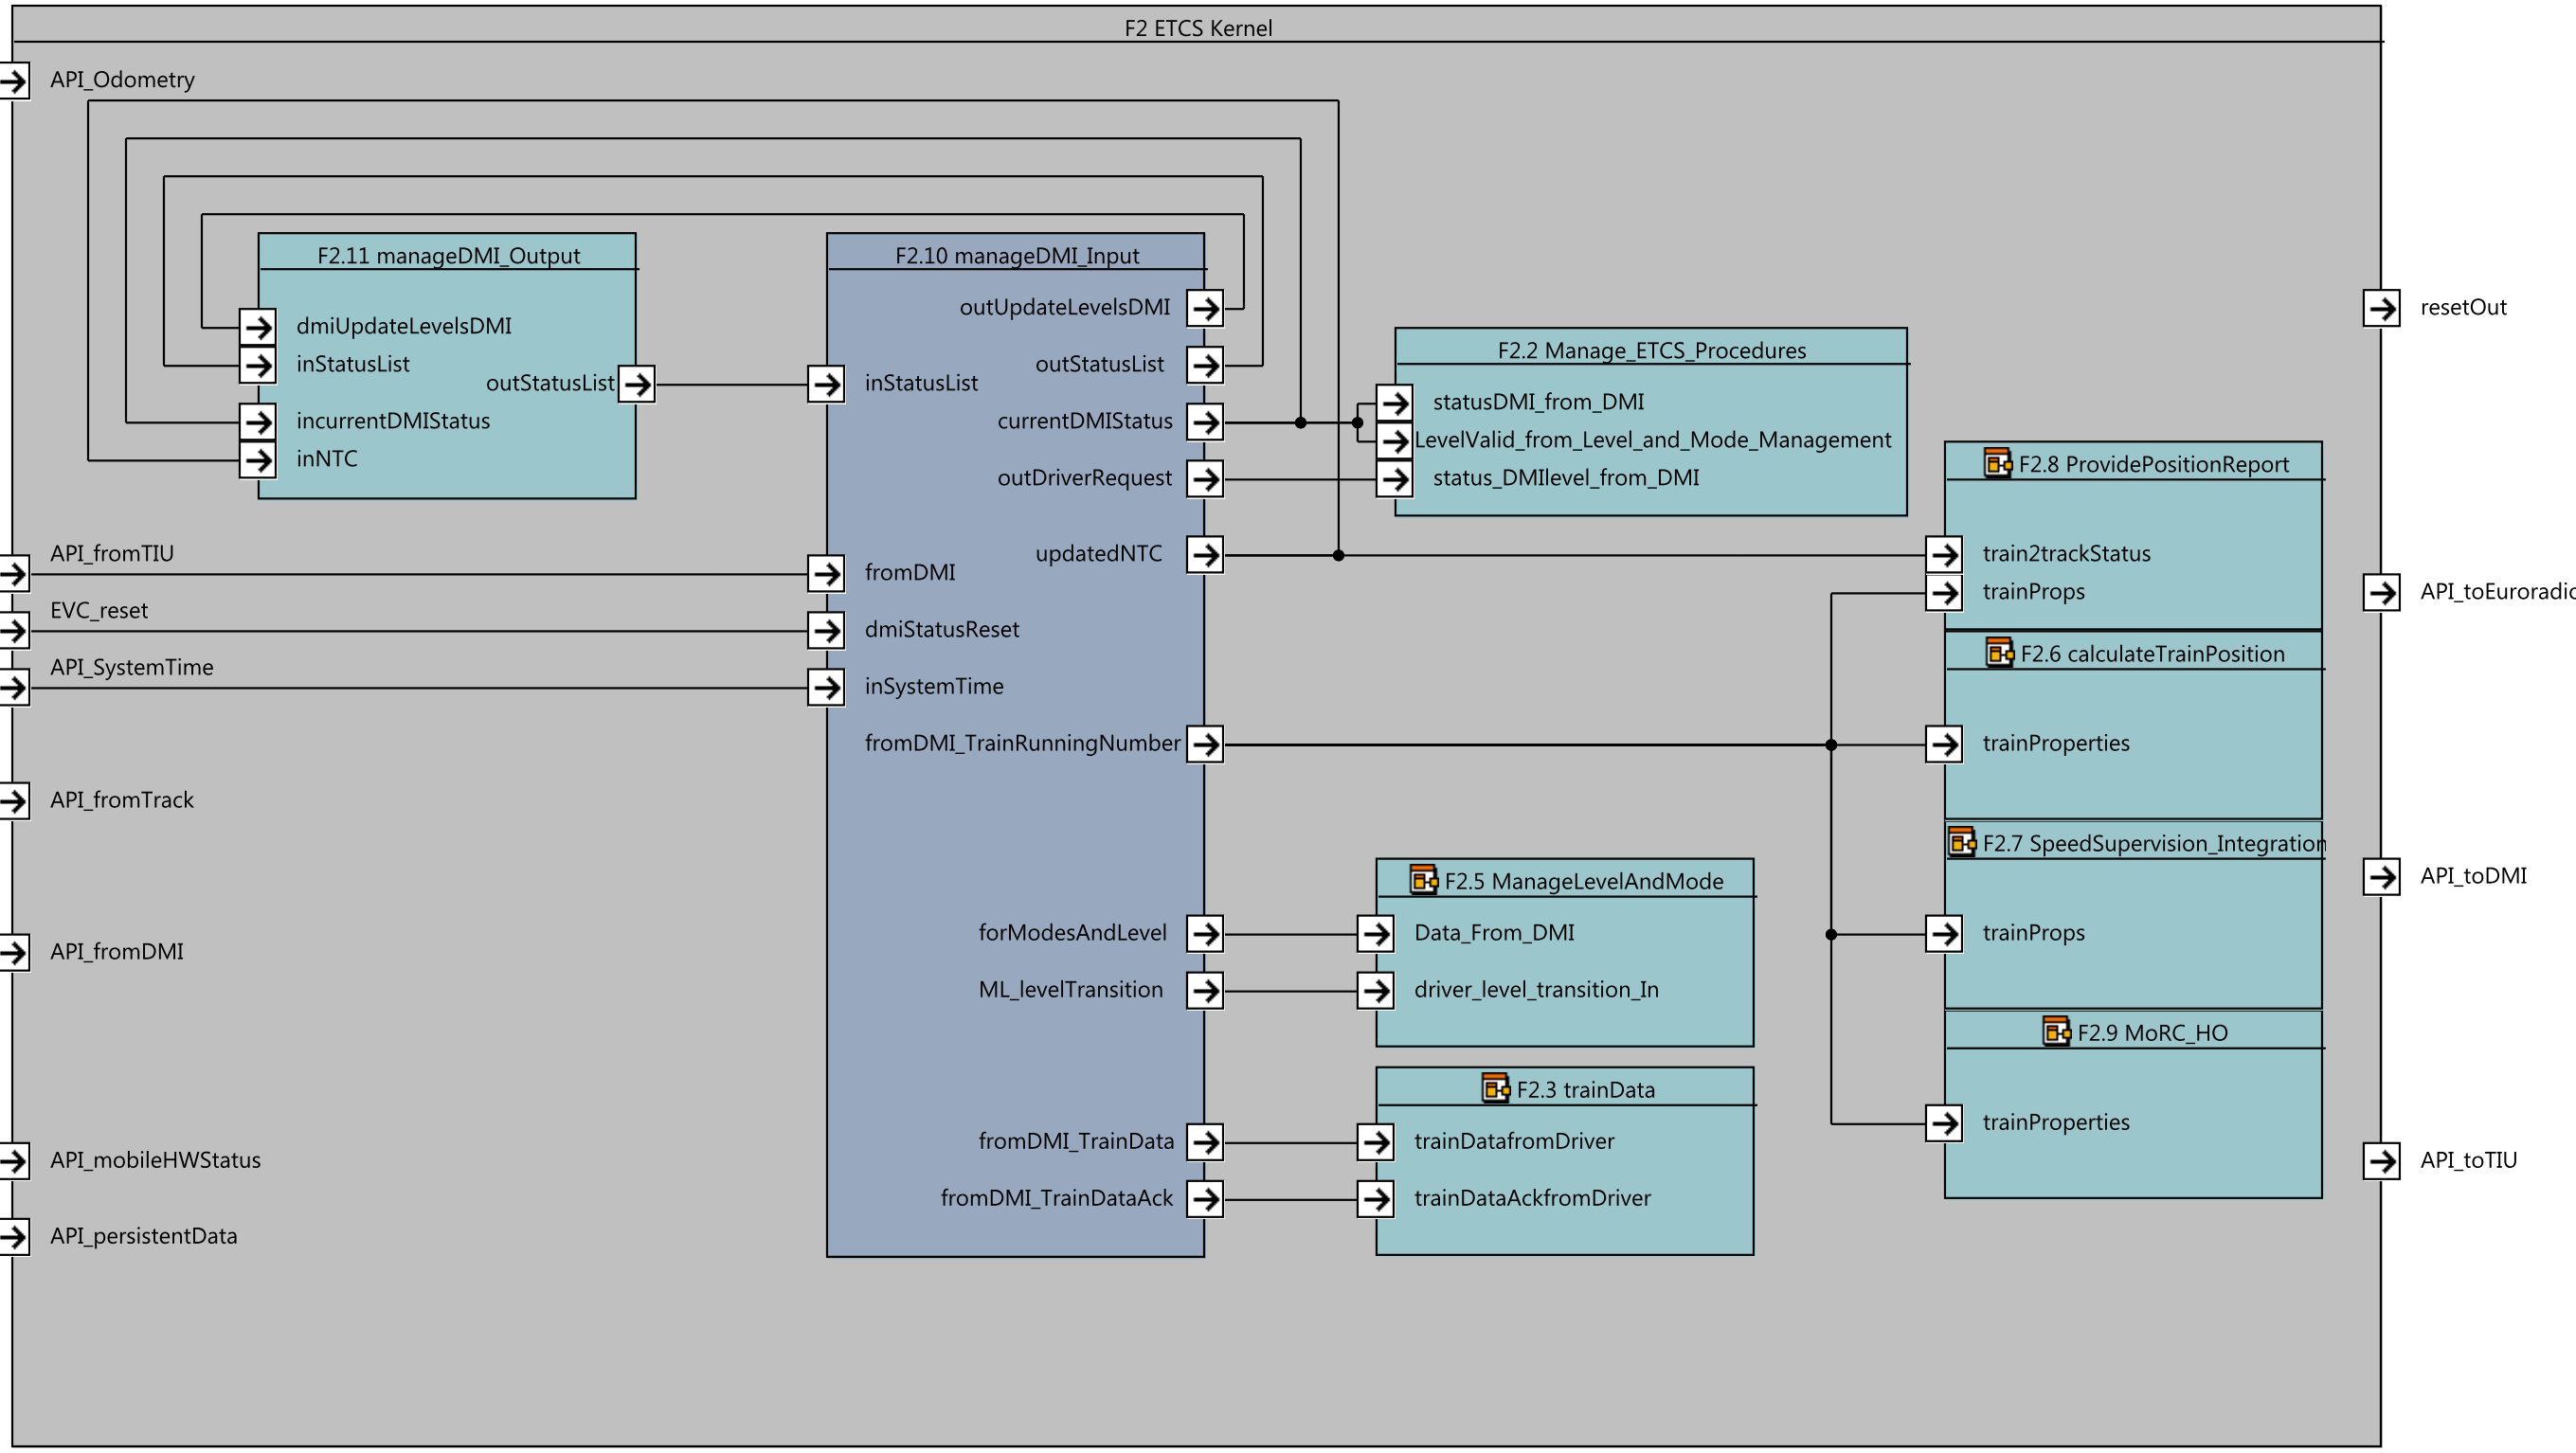 F2 ETCS Kernel
API_Odometry
F2.11 manageDMI_Output
dmiUpdateLevelsDMI
inStatusList
outStatusList
incurrentDMIStatus
inNTC
F2.10 manageDMI_Input
outUpdateLevelsDMI
outStatusList
inStatusList
currentDMIStatus
outDriverRequest
updatedNTC
fromDMI
dmiStatusReset
inSystemTime
fromDMI_TrainRunningNumber
forModesAndLevel
ML_levelTransition
fromDMI_TrainData
fromDMI_TrainDataAck
F2.2 Manage_ETCS_Procedures
statusDMI_from_DMI
LevelValid_from_Level_and_Mode_Management
status_DMIlevel_from_DMI
F2.8 ProvidePositionReport
train2trackStatus
trainProps
F2.6 calculateTrainPosition
trainProperties
F2.7 SpeedSupervision_Integration
trainProps
F2.9 MoRC_HO
trainProperties
F2.5 ManageLevelAndMode
Data_From_DMI
driver_level_transition_In
F2.3 trainData
trainDatafromDriver
trainDataAckfromDriver
API_fromTIU
EVC_reset
API_SystemTime
API_fromTrack
API_fromDMI
API_mobileHWStatus
API_persistentData
resetOut
API_toEuroradio
API_toDMI
API_toTIU